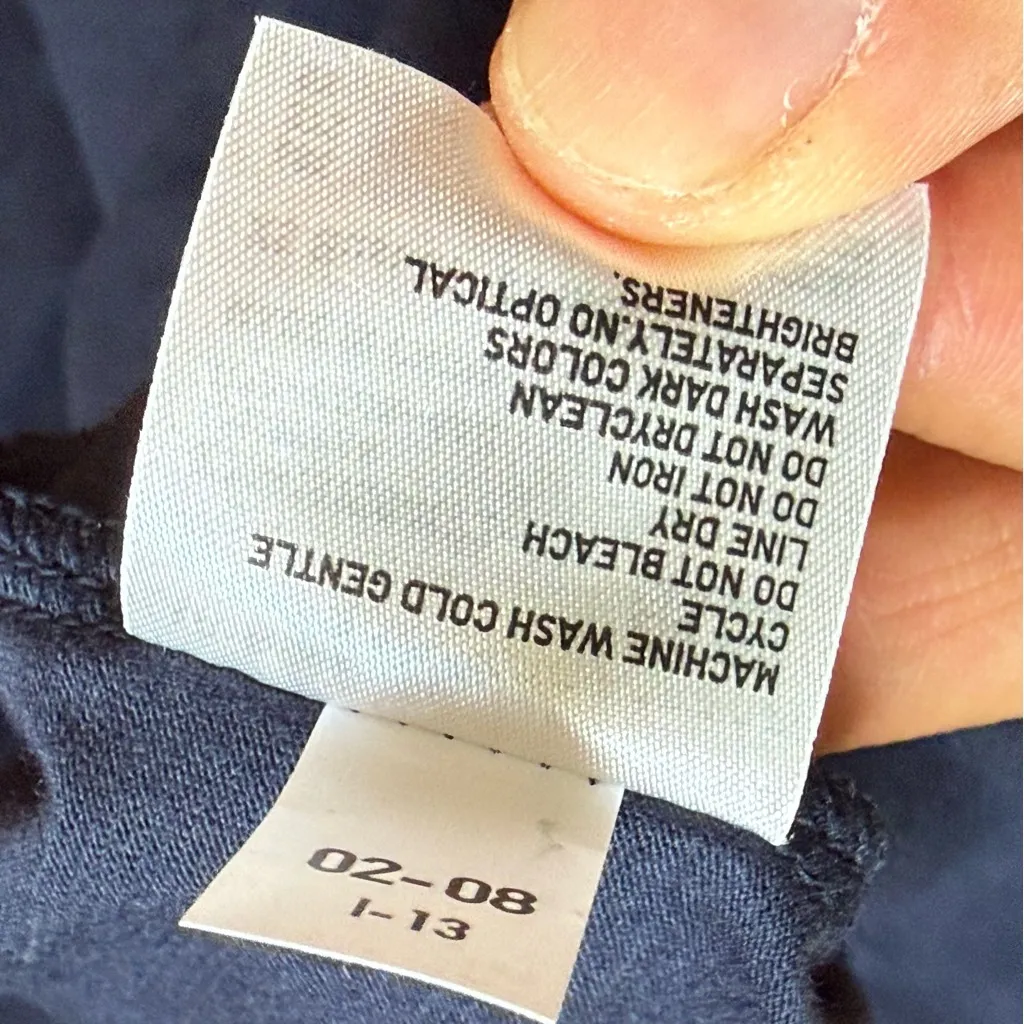 MACHINE WASH COLD GENTLE
CYCLE
DO NOT BLEACH
LINE DRY
DO NOT IRON
DO NOT DRYCLEAN
WASH DARK COLORS
SEPARATELY.NO OPTICAL
BRIGHTENERS.
02-08
I-13